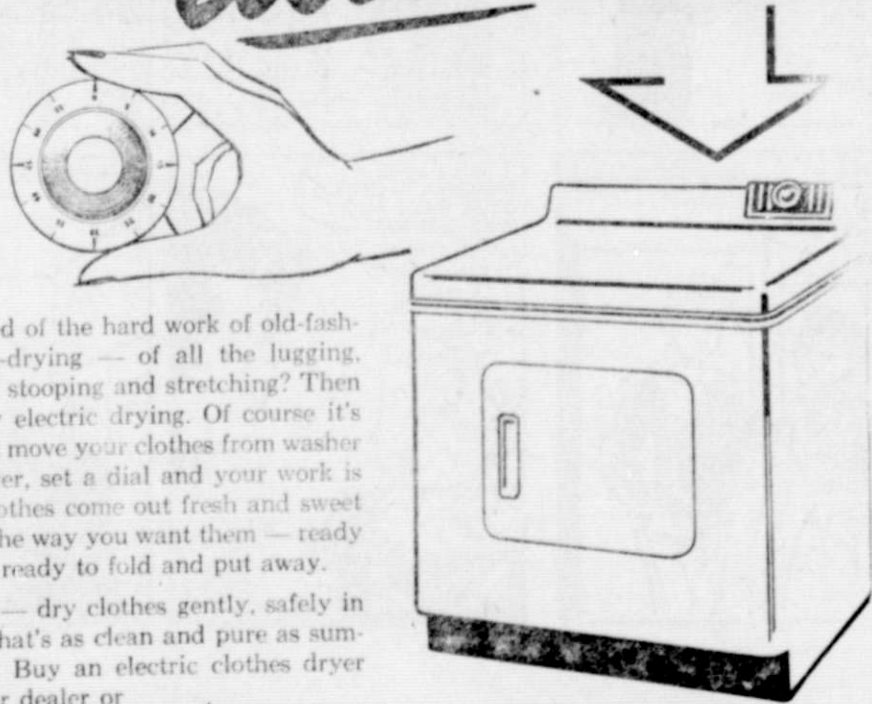 d of the hard work of old-fash-
-drying — of all the lugging,
stooping and stretching? Then
electric drying. Of course it's
move your clothes from washer
er, set a dial and your work is
othes come out fresh and sweet
he way you want them — ready
ready to fold and put away.
— dry clothes gently, safely in
hat's as clean and pure as sum-
Buy an electric clothes dryer
r dealer or